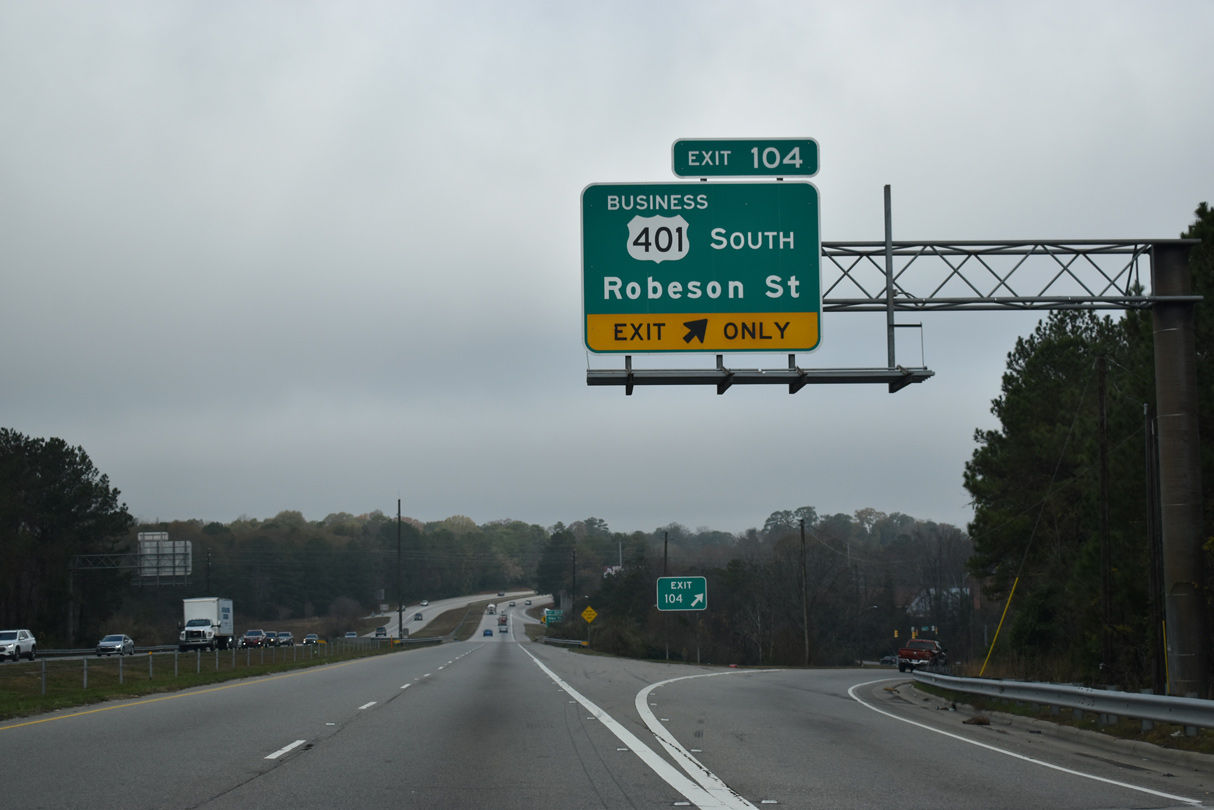 EXIT 104
BUSINESS
401 SOUTH
Robeson St
EXIT ONLY
EXIT
104